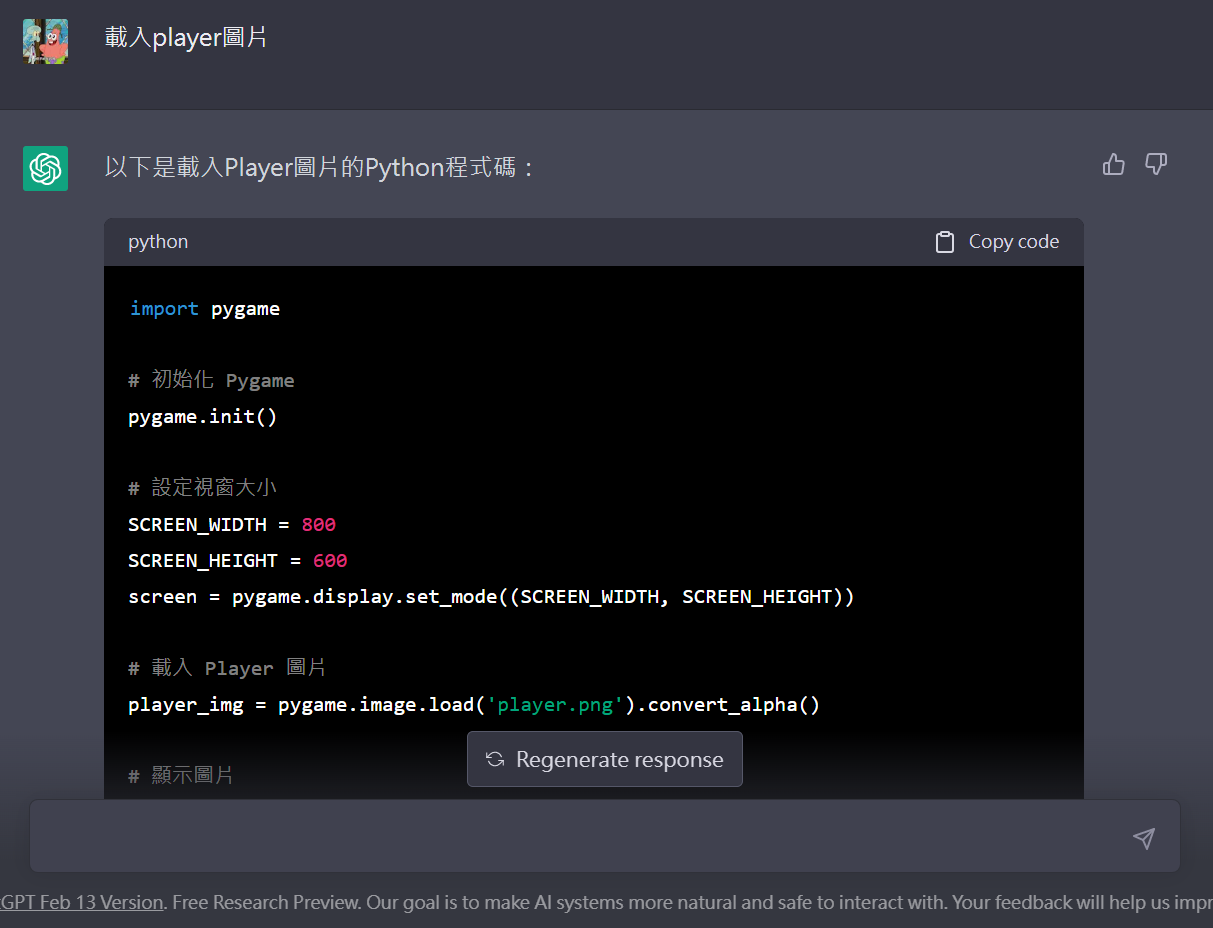 載入player圖片
以下是載入Player圖片的Python程式碼：
python
Copy code
import pygame
# 初始化 Pygame
pygame.init()
# 設定視窗大小
SCREEN_WIDTH = 800
SCREEN_HEIGHT = 600
screen = pygame.display.set_mode((SCREEN_WIDTH, SCREEN_HEIGHT))
# 載入 Player 圖片
player_img = pygame.image.load('player.png').convert_alpha()
Regenerate response
# 顯示圖片
GPT Feb 13 Version. Free Research Preview. Our goal is to make AI systems more natural and safe to interact with. Your feedback will help us impr